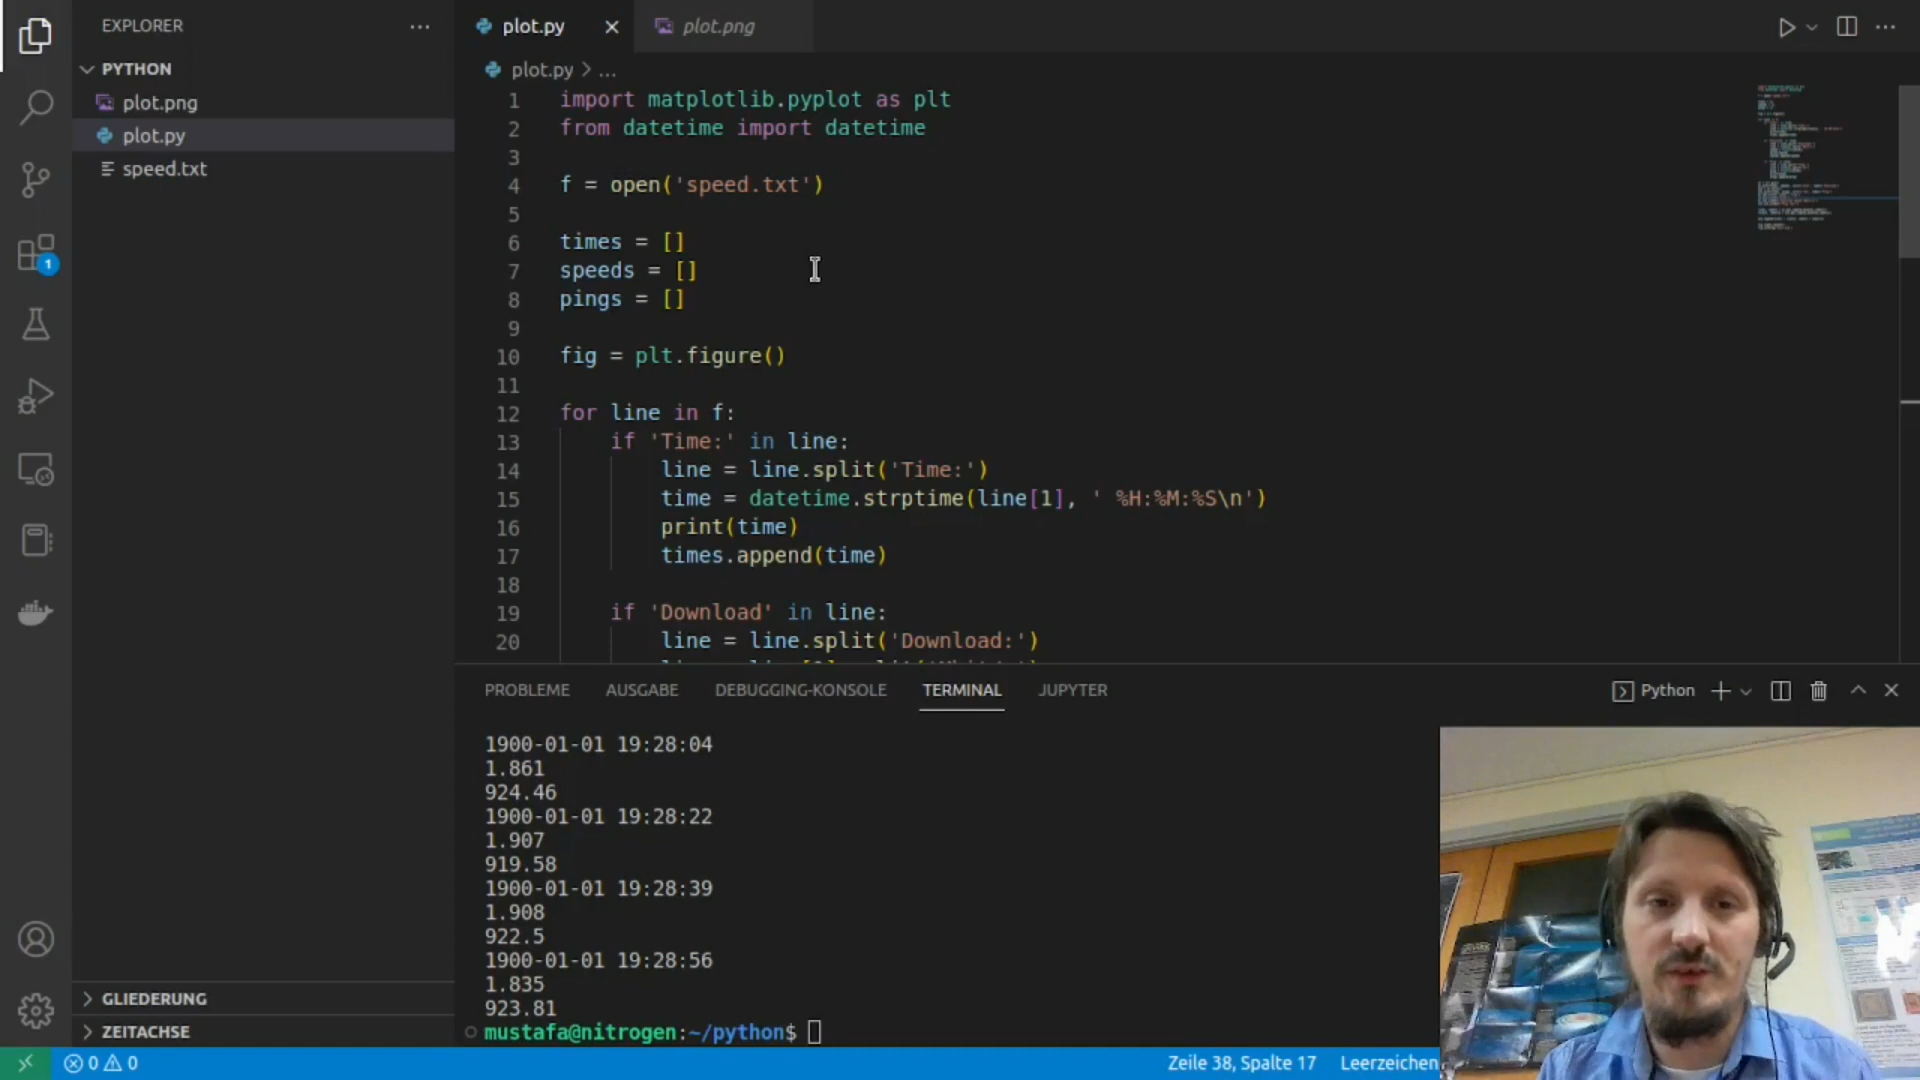 EXPLORER
PYTHON
plot.png
plot.py
speed.txt
1
GLIEDERUNG
ZEITACHSE
plot.py
plot.png
plot.py > ...
1 import matplotlib.pyplot as plt
2 from datetime import datetime
3
4 f = open('speed.txt')
5
6 times = []
7 speeds = []
8 pings = []
9
10 fig = plt.figure()
11
12 for line in f:
13 if 'Time:' in line:
14 line = line.split('Time:')
15 time = datetime.strptime(line[1], ' %H:%M:%S\n')
16 print(time)
17 times.append(time)
18
19 if 'Download' in line:
20 line = line.split('Download:')
PROBLEME AUSGABE DEBUGGING-KONSOLE TERMINAL JUPYTER
Python
1900-01-01 19:28:04
1.861
924.46
1900-01-01 19:28:22
1.907
919.58
1900-01-01 19:28:39
1.908
922.5
1900-01-01 19:28:56
1.835
923.81
mustafa@nitrogen:~/python$
0 0
Zeile 38, Spalte 17 Leerzeichen